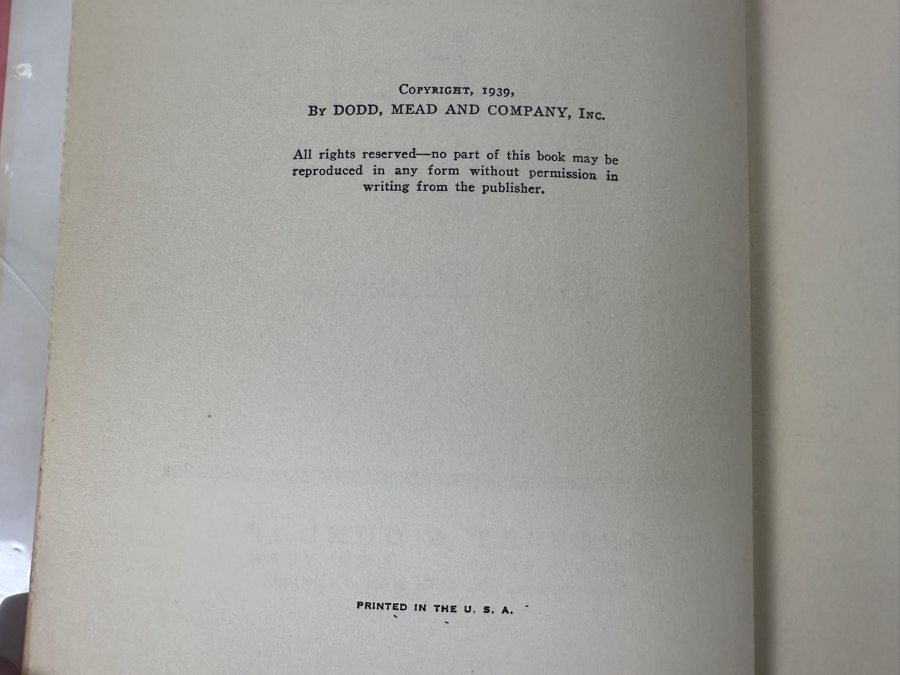 COPYRIGHT, 1939,
BY DODD, MEAD AND COMPANY, INC.
All rights reserved—no part of this book may be
reproduced in any form without permission in
writing from the publisher.
PRINTED IN THE U. S. A.